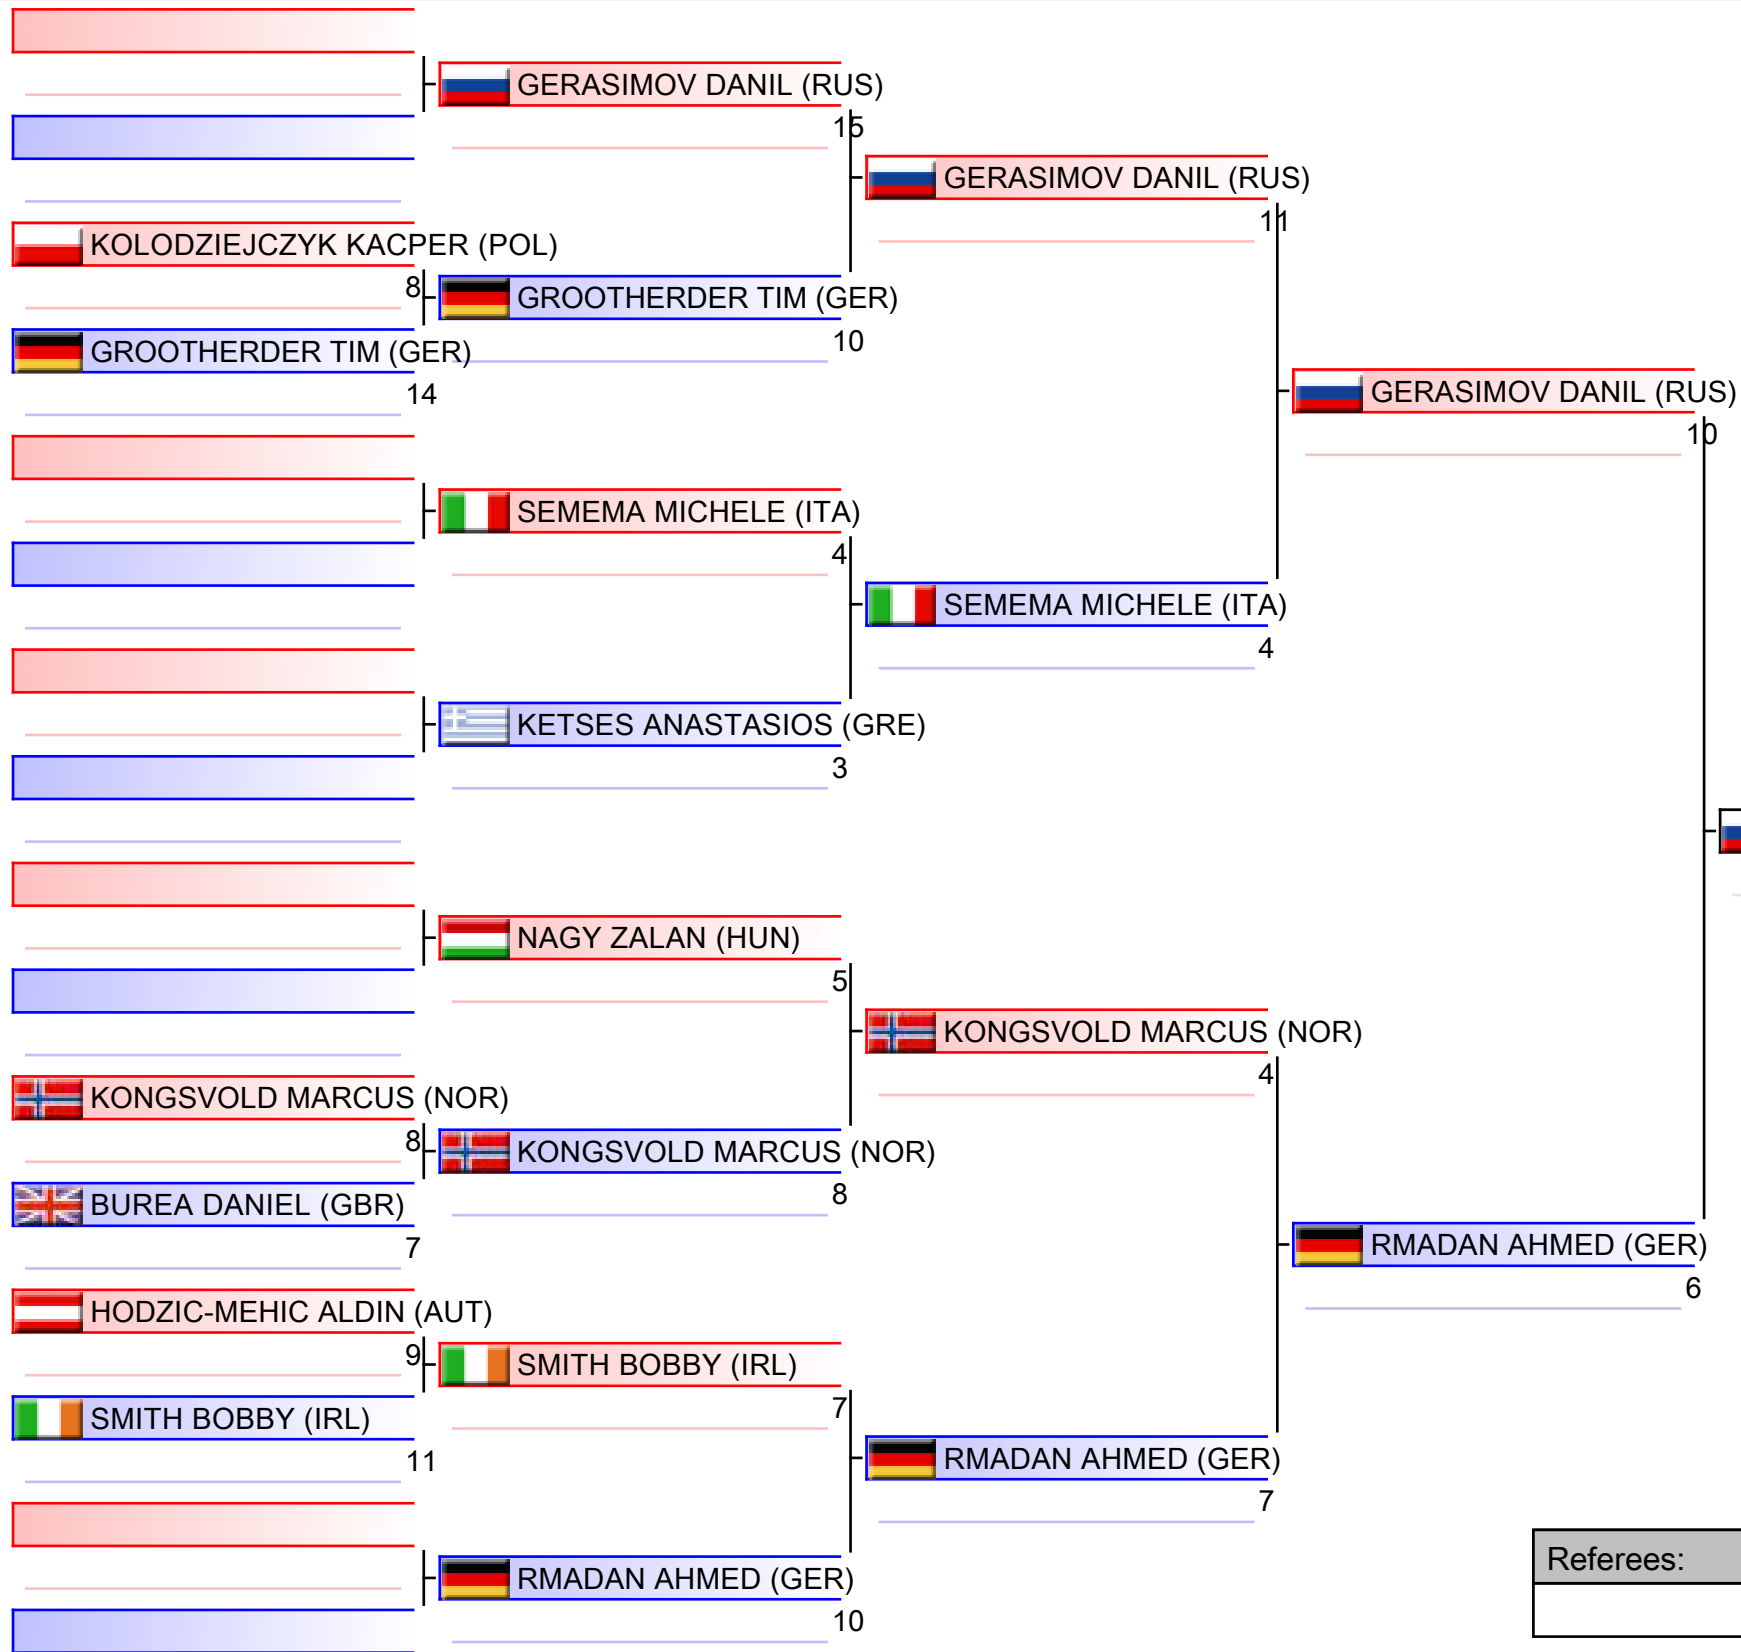 GERASIMOV DANIL (RUS)
15
GERASIMOV DANIL (RUS)
11
KOLODZIEJCZYK KACPER (POL)
8
GROOTHERDER TIM (GER)
10
GROOTHERDER TIM (GER)
14
GERASIMOV DANIL (RUS)
10
SEMEMA MICHELE (ITA)
4
SEMEMA MICHELE (ITA)
4
KETSES ANASTASIOS (GRE)
3
NAGY ZALAN (HUN)
5
KONGSVOLD MARCUS (NOR)
4
KONGSVOLD MARCUS (NOR)
8
KONGSVOLD MARCUS (NOR)
8
BUREA DANIEL (GBR)
7
RMADAN AHMED (GER)
6
HODZIC-MEHIC ALDIN (AUT)
9
SMITH BOBBY (IRL)
7
SMITH BOBBY (IRL)
11
RMADAN AHMED (GER)
7
RMADAN AHMED (GER)
10
Referees: